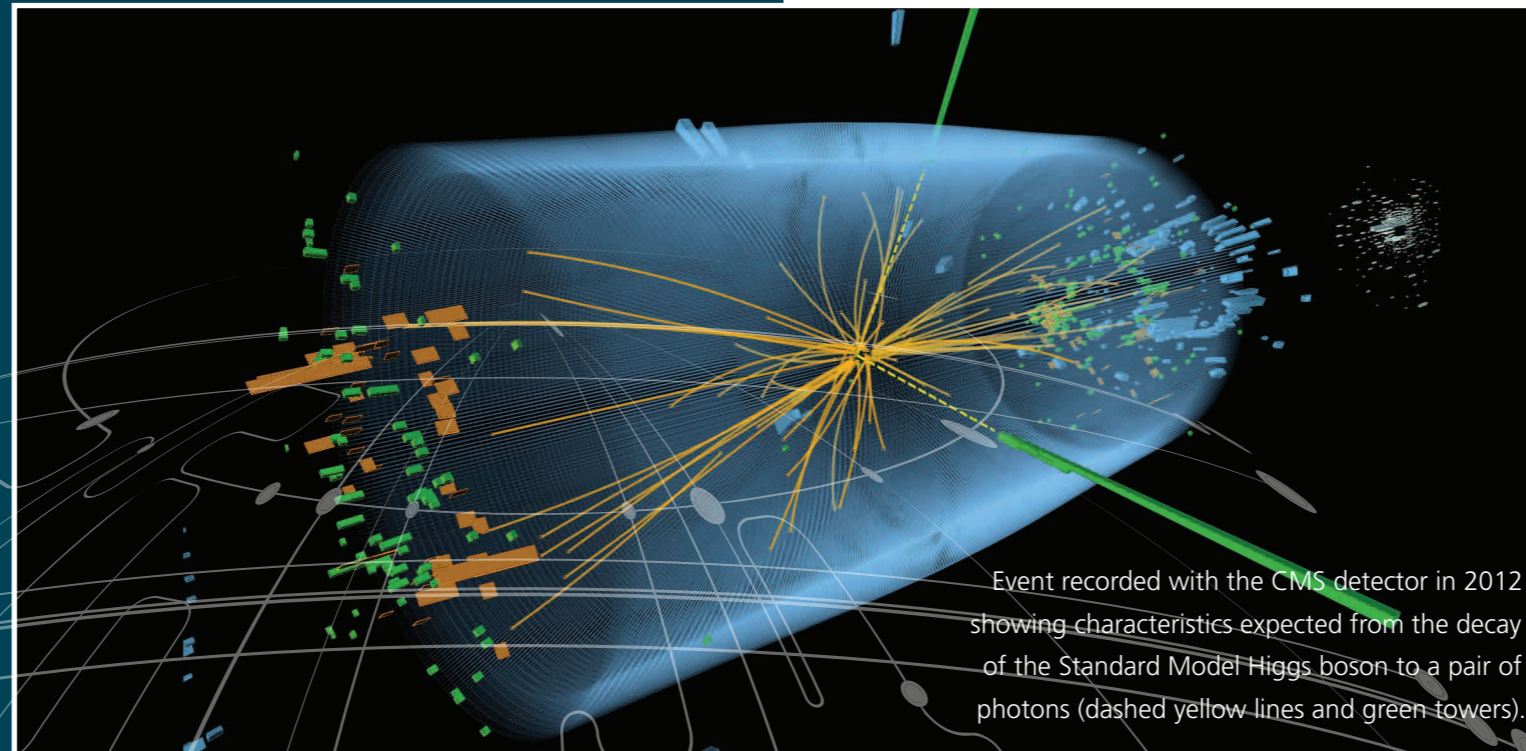 Event recorded with the CMS detector in 2012
showing characteristics expected from the decay
of the Standard Model Higgs boson to a pair of
photons (dashed yellow lines and green towers).